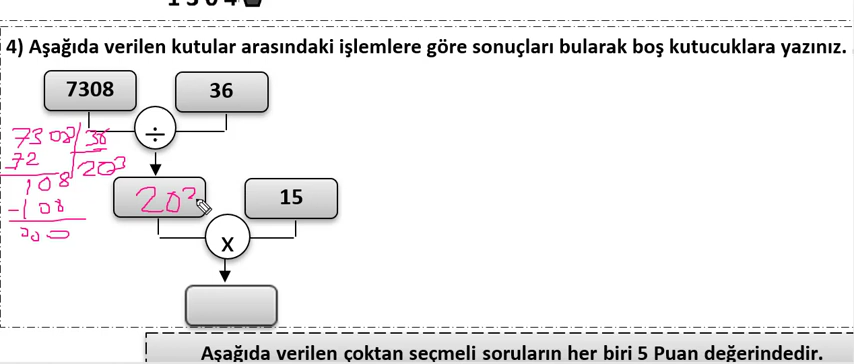 4) Aşağıda verilen kutular arasındaki işlemlere göre sonuçları bularak boş kutucuklara yazınız.
7308 36
÷
7308 36
72 203
108
-108
000
203 15
X
Aşağıda verilen çoktan seçmeli soruların her biri 5 Puan değerindedir.